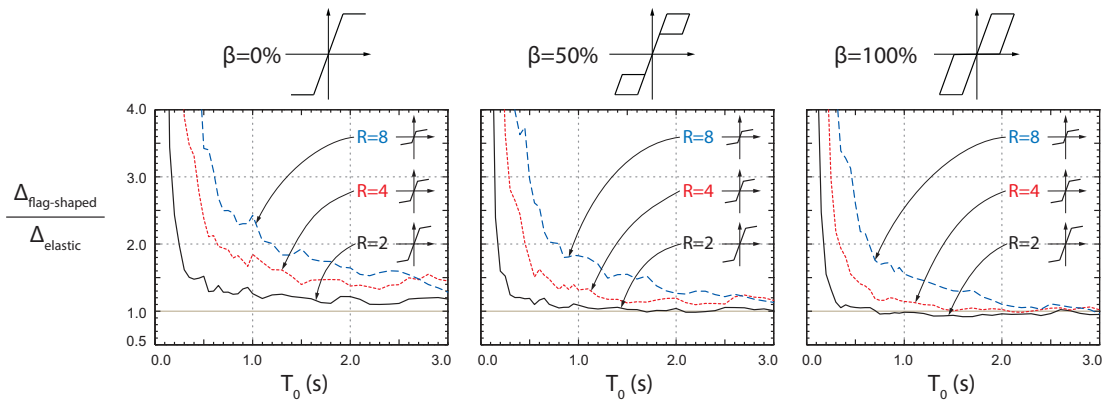 β=0%
β=50%
β=100%
Δflag-shaped
Δelastic
4.0
3.0
2.0
1.0
0.5
R=8
R=4
R=2
R=8
R=4
R=2
R=8
R=4
R=2
0.0 1.0 2.0 3.0
0.0 1.0 2.0 3.0
0.0 1.0 2.0 3.0
T0 (s)
T0 (s)
T0 (s)